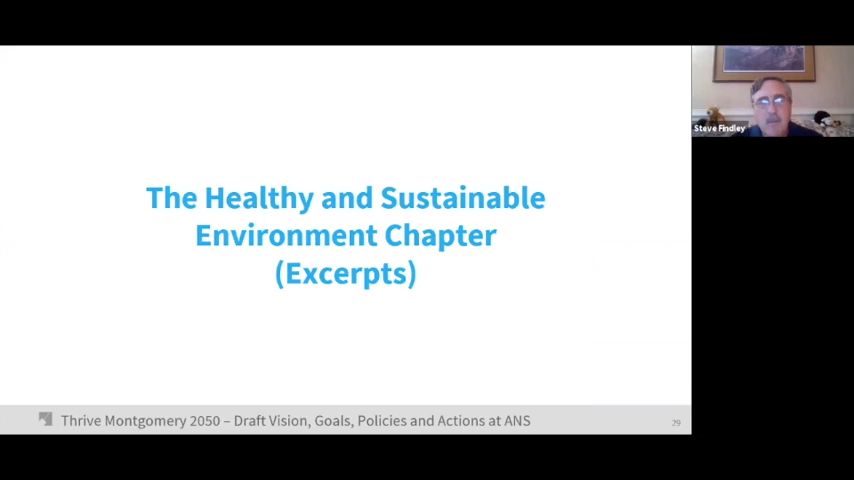 The Healthy and Sustainable
Environment Chapter
(Excerpts)
Thrive Montgomery 2050 – Draft Vision, Goals, Policies and Actions at ANS
29
Steve Findley